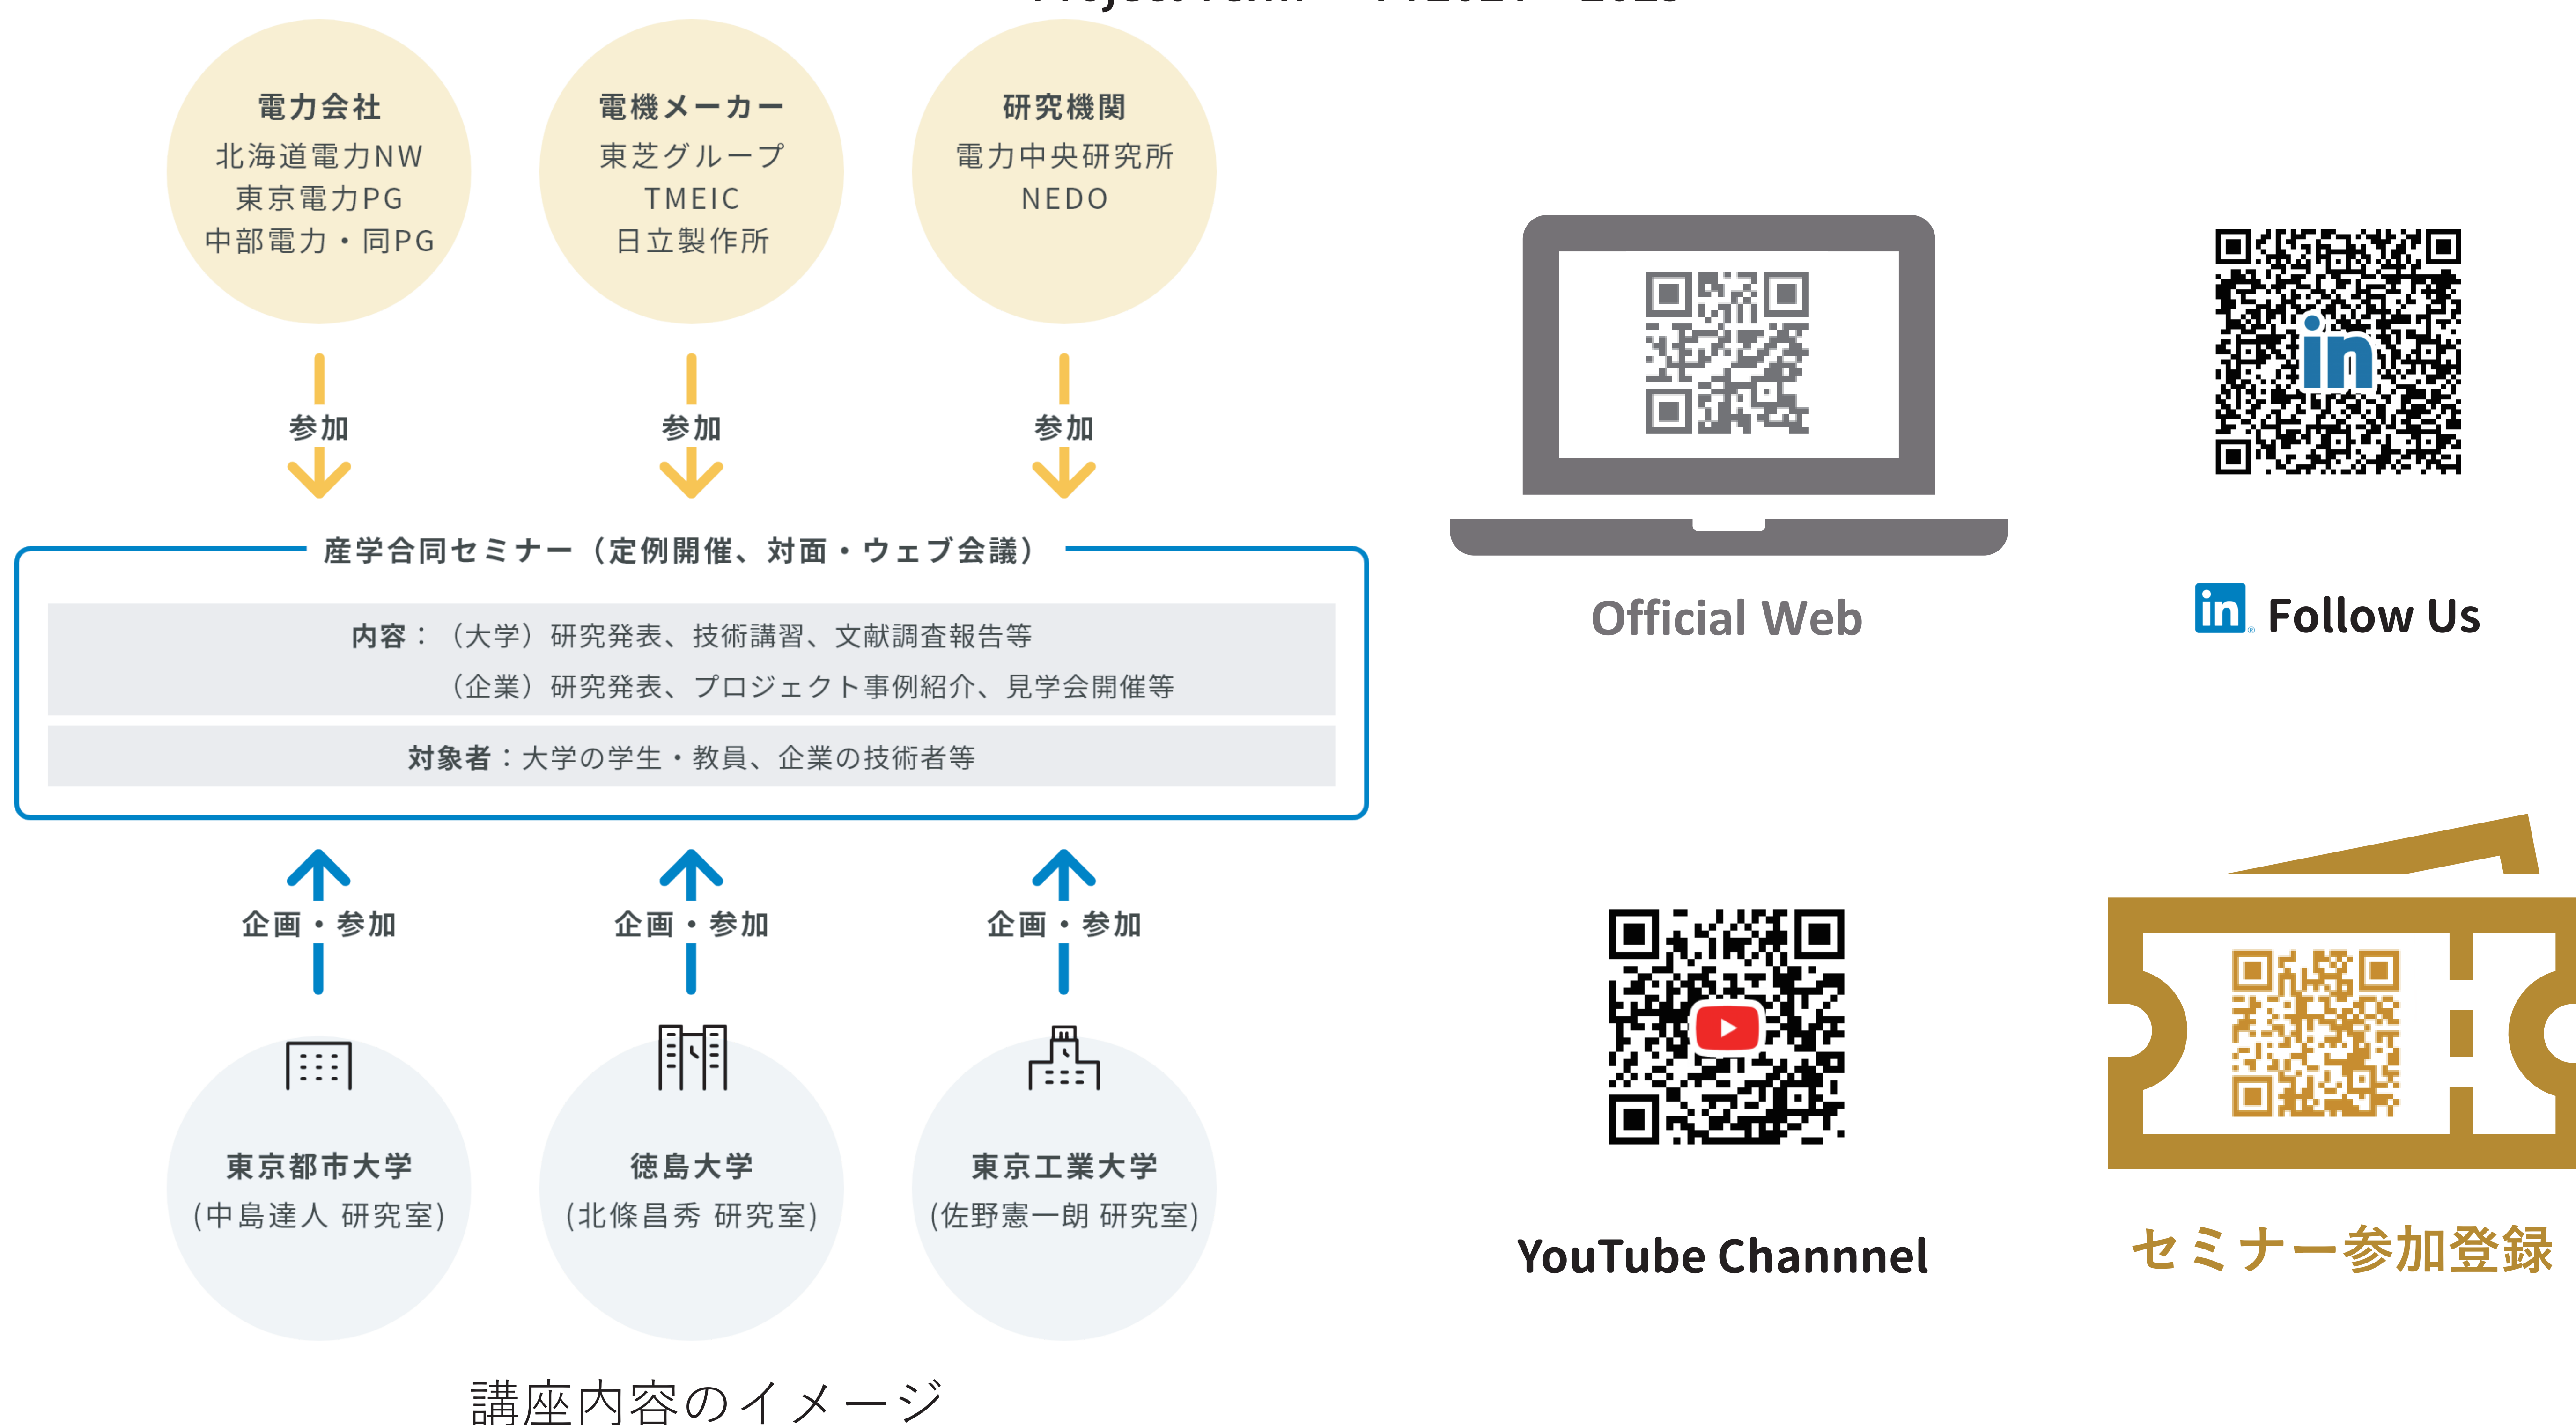 電力会社
北海道電力NW
東京電力PG
中部電力・同PG
電機メーカー
東芝グループ
TMEIC
日立製作所
研究機関
電力中央研究所
NEDO
参加
参加
参加
産学合同セミナー（定例開催、対面・ウェブ会議）
内容：（大学）研究発表、技術講習、文献調査報告等
（企業）研究発表、プロジェクト事例紹介、見学会開催等
対象者：大学の学生・教員、企業の技術者等
企画・参加
企画・参加
企画・参加
東京都市大学
(中島達人 研究室)
徳島大学
(北條昌秀 研究室)
東京工業大学
(佐野憲一朗 研究室)
講座内容のイメージ
Official Web
in
in® Follow Us
YouTube Channnel
セミナー参加登録